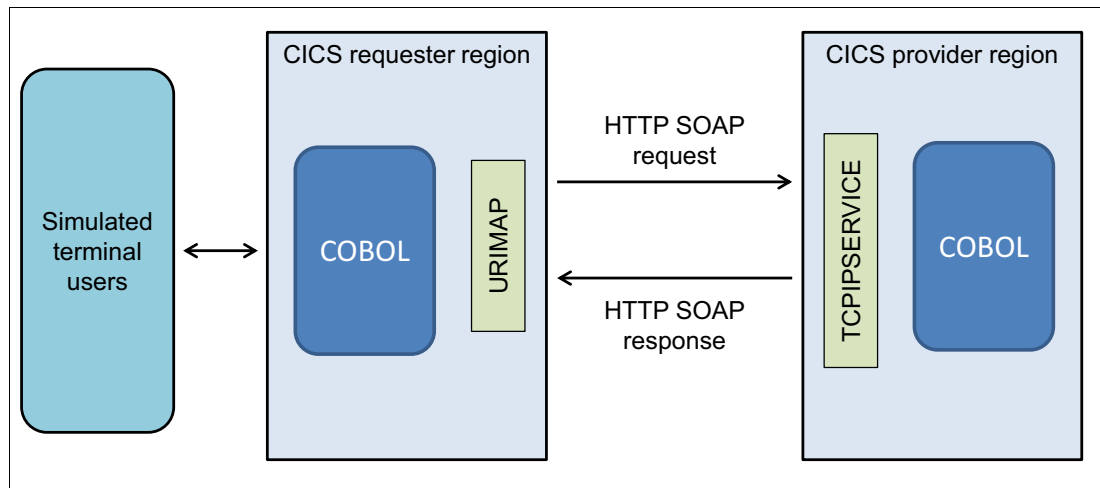 CICS requester region
CICS provider region
Simulated
terminal
users
COBOL
URIMAP
HTTP SOAP
request
HTTP SOAP
response
TCPIPSERVICE
COBOL